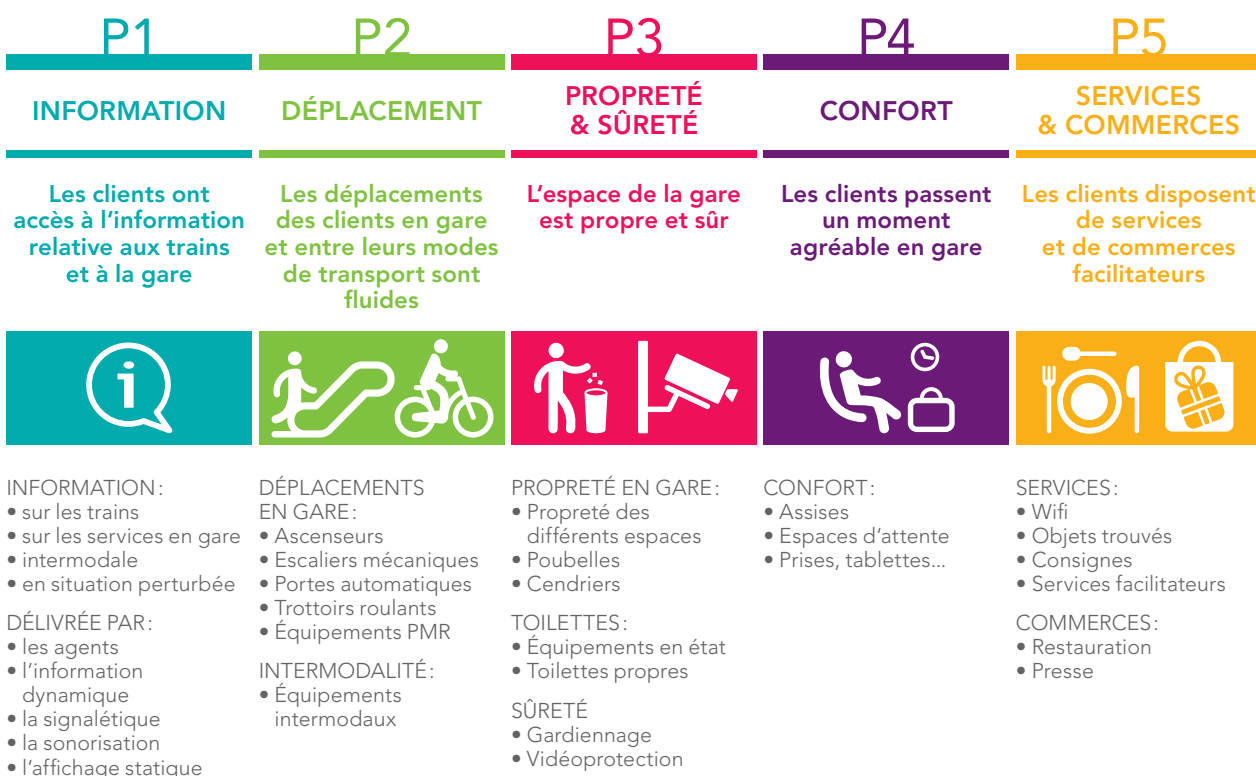 P1
INFORMATION
Les clients ont
accès à l'information
relative aux trains
et à la gare
INFORMATION :
• sur les trains
• sur les services en gare
• intermodale
• en situation perturbée
DÉLIVRÉE PAR :
• les agents
• l'information
dynamique
• la signalétique
• la sonorisation
• l'affichage statique
P2
DÉPLACEMENT
Les déplacements
des clients en gare
et entre leurs modes
de transport sont
fluides
DÉPLACEMENTS
EN GARE :
• Ascenseurs
• Escaliers mécaniques
• Portes automatiques
• Trottoirs roulants
• Équipements PMR
INTERMODALITÉ :
• Équipements
intermodaux
P3
PROPRETÉ
& SÛRETÉ
L'espace de la gare
est propre et sûr
PROPRETÉ EN GARE :
• Propreté des
différents espaces
• Poubelles
• Cendriers
TOILETTES :
• Équipements en état
• Toilettes propres
SÛRETÉ
• Gardiennage
• Vidéoprotection
P4
CONFORT
Les clients passent
un moment
agréable en gare
CONFORT :
• Assises
• Espaces d'attente
• Prises, tablettes...
P5
SERVICES
& COMMERCES
Les clients disposent
de services
et de commerces
facilitateurs
SERVICES :
• Wifi
• Objets trouvés
• Consignes
• Services facilitateurs
COMMERCES :
• Restauration
• Presse